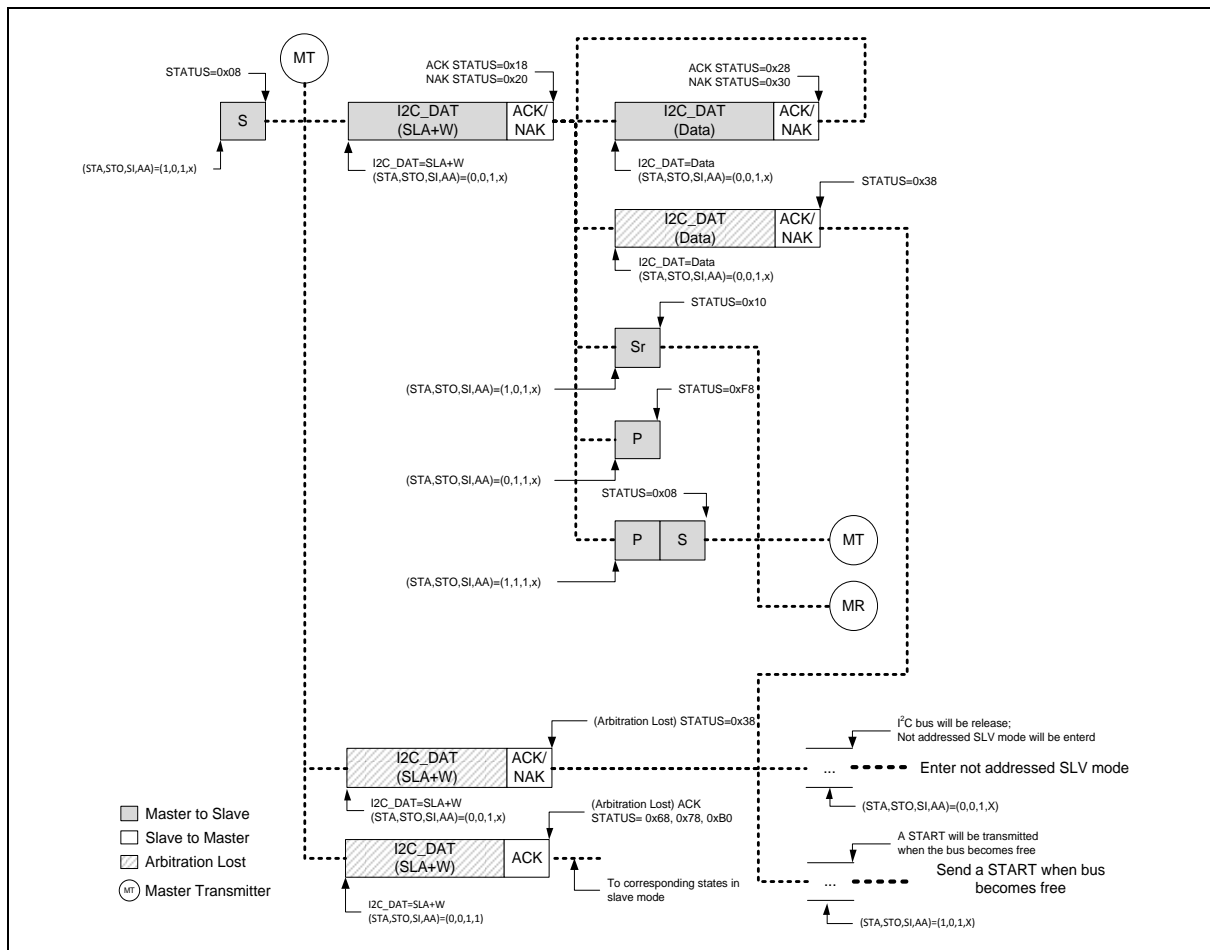 MT
STATUS=0x08
ACK STATUS=0x18
NAK STATUS=0x20
ACK STATUS=0x28
NAK STATUS=0x30
S
I2C_DAT
(SLA+W)
ACK/
NAK
I2C_DAT
(Data)
ACK/
NAK
(STA,STO,SI,AA)=(1,0,1,x)
I2C_DAT=SLA+W
(STA,STO,SI,AA)=(0,0,1,x)
I2C_DAT=Data
(STA,STO,SI,AA)=(0,0,1,x)
STATUS=0x38
I2C_DAT
(Data)
ACK/
NAK
I2C_DAT=Data
(STA,STO,SI,AA)=(0,0,1,x)
STATUS=0x10
Sr
(STA,STO,SI,AA)=(1,0,1,x)
STATUS=0xF8
P
(STA,STO,SI,AA)=(0,1,1,x)
STATUS=0x08
P
S
MT
(STA,STO,SI,AA)=(1,1,1,x)
MR
(Arbitration Lost) STATUS=0x38
I2C_DAT
(SLA+W)
ACK/
NAK
I2C_DAT=SLA+W
(STA,STO,SI,AA)=(0,0,1,x)
I²C bus will be release;
Not addressed SLV mode will be enterd
...
Enter not addressed SLV mode
(STA,STO,SI,AA)=(0,0,1,X)
(Arbitration Lost) ACK
STATUS= 0x68, 0x78, 0xB0
I2C_DAT
(SLA+W)
ACK
I2C_DAT=SLA+W
(STA,STO,SI,AA)=(0,0,1,1)
To corresponding states in
slave mode
A START will be transmitted
when the bus becomes free
...
Send a START when bus
becomes free
(STA,STO,SI,AA)=(1,0,1,X)
Master to Slave
Slave to Master
Arbitration Lost
MT
Master Transmitter